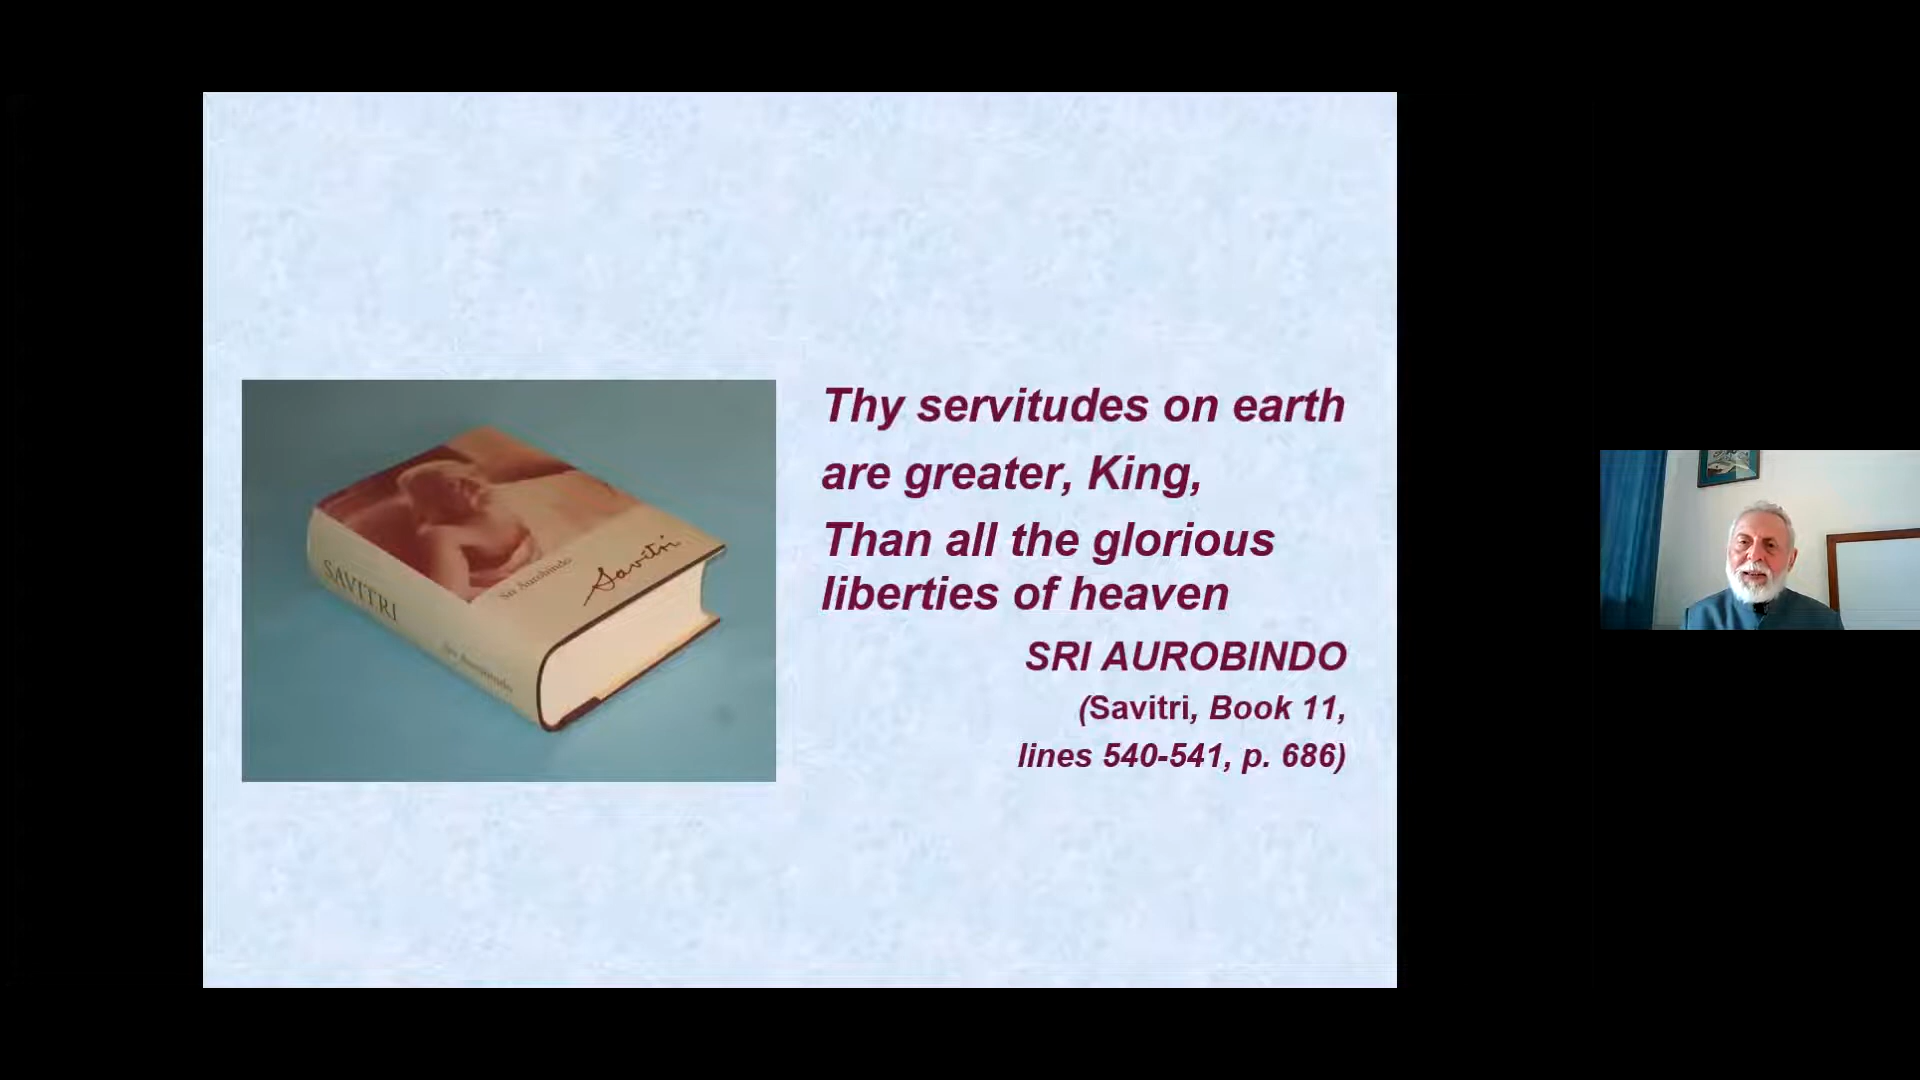 Thy servitudes on earth
are greater, King,
Than all the glorious
liberties of heaven
SRI AUROBINDO
(Savitri, Book 11,
lines 540-541, p. 686)
Sri Aurobindo
Savitri
SAVITRI
Sri Aurobindo